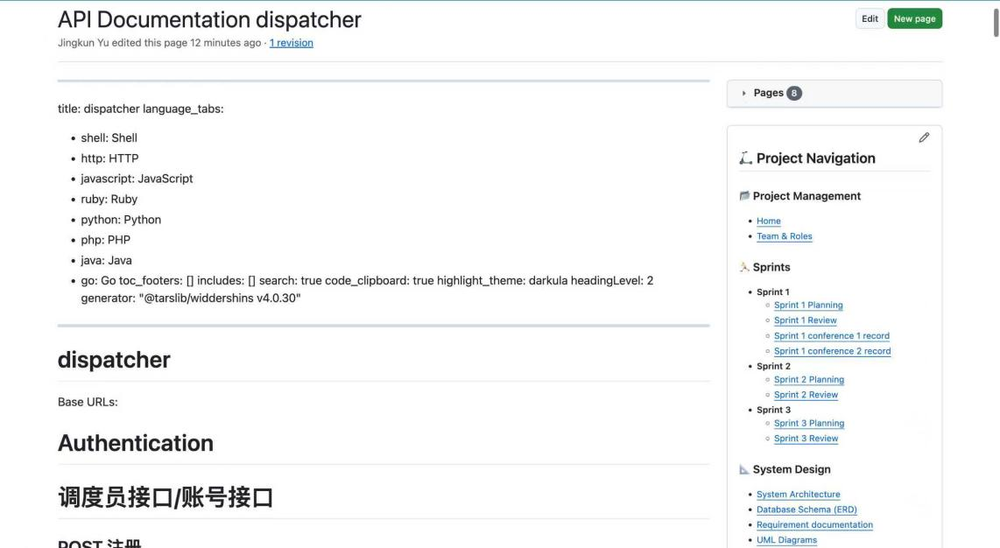 API Documentation dispatcher
Edit
New page
Jingkun Yu edited this page 12 minutes ago · 1 revision
title: dispatcher language_tabs:
• shell: Shell
• http: HTTP
• javascript: JavaScript
• ruby: Ruby
• python: Python
• php: PHP
• java: Java
• go: Go toc_footers: [] includes: [] search: true code_clipboard: true highlight_theme: darkula headingLevel: 2
generator: "@tarslib/widdershins v4.0.30"
dispatcher
Base URLs:
Authentication
调度员接口/账号接口
POST 注册
Pages 8
Project Navigation
Project Management
• Home
• Team & Roles
Sprints
• Sprint 1
◦ Sprint 1 Planning
◦ Sprint 1 Review
◦ Sprint 1 conference 1 record
◦ Sprint 1 conference 2 record
• Sprint 2
◦ Sprint 2 Planning
◦ Sprint 2 Review
• Sprint 3
◦ Sprint 3 Planning
◦ Sprint 3 Review
System Design
• System Architecture
• Database Schema (ERD)
• Requirement documentation
• UML Diagrams